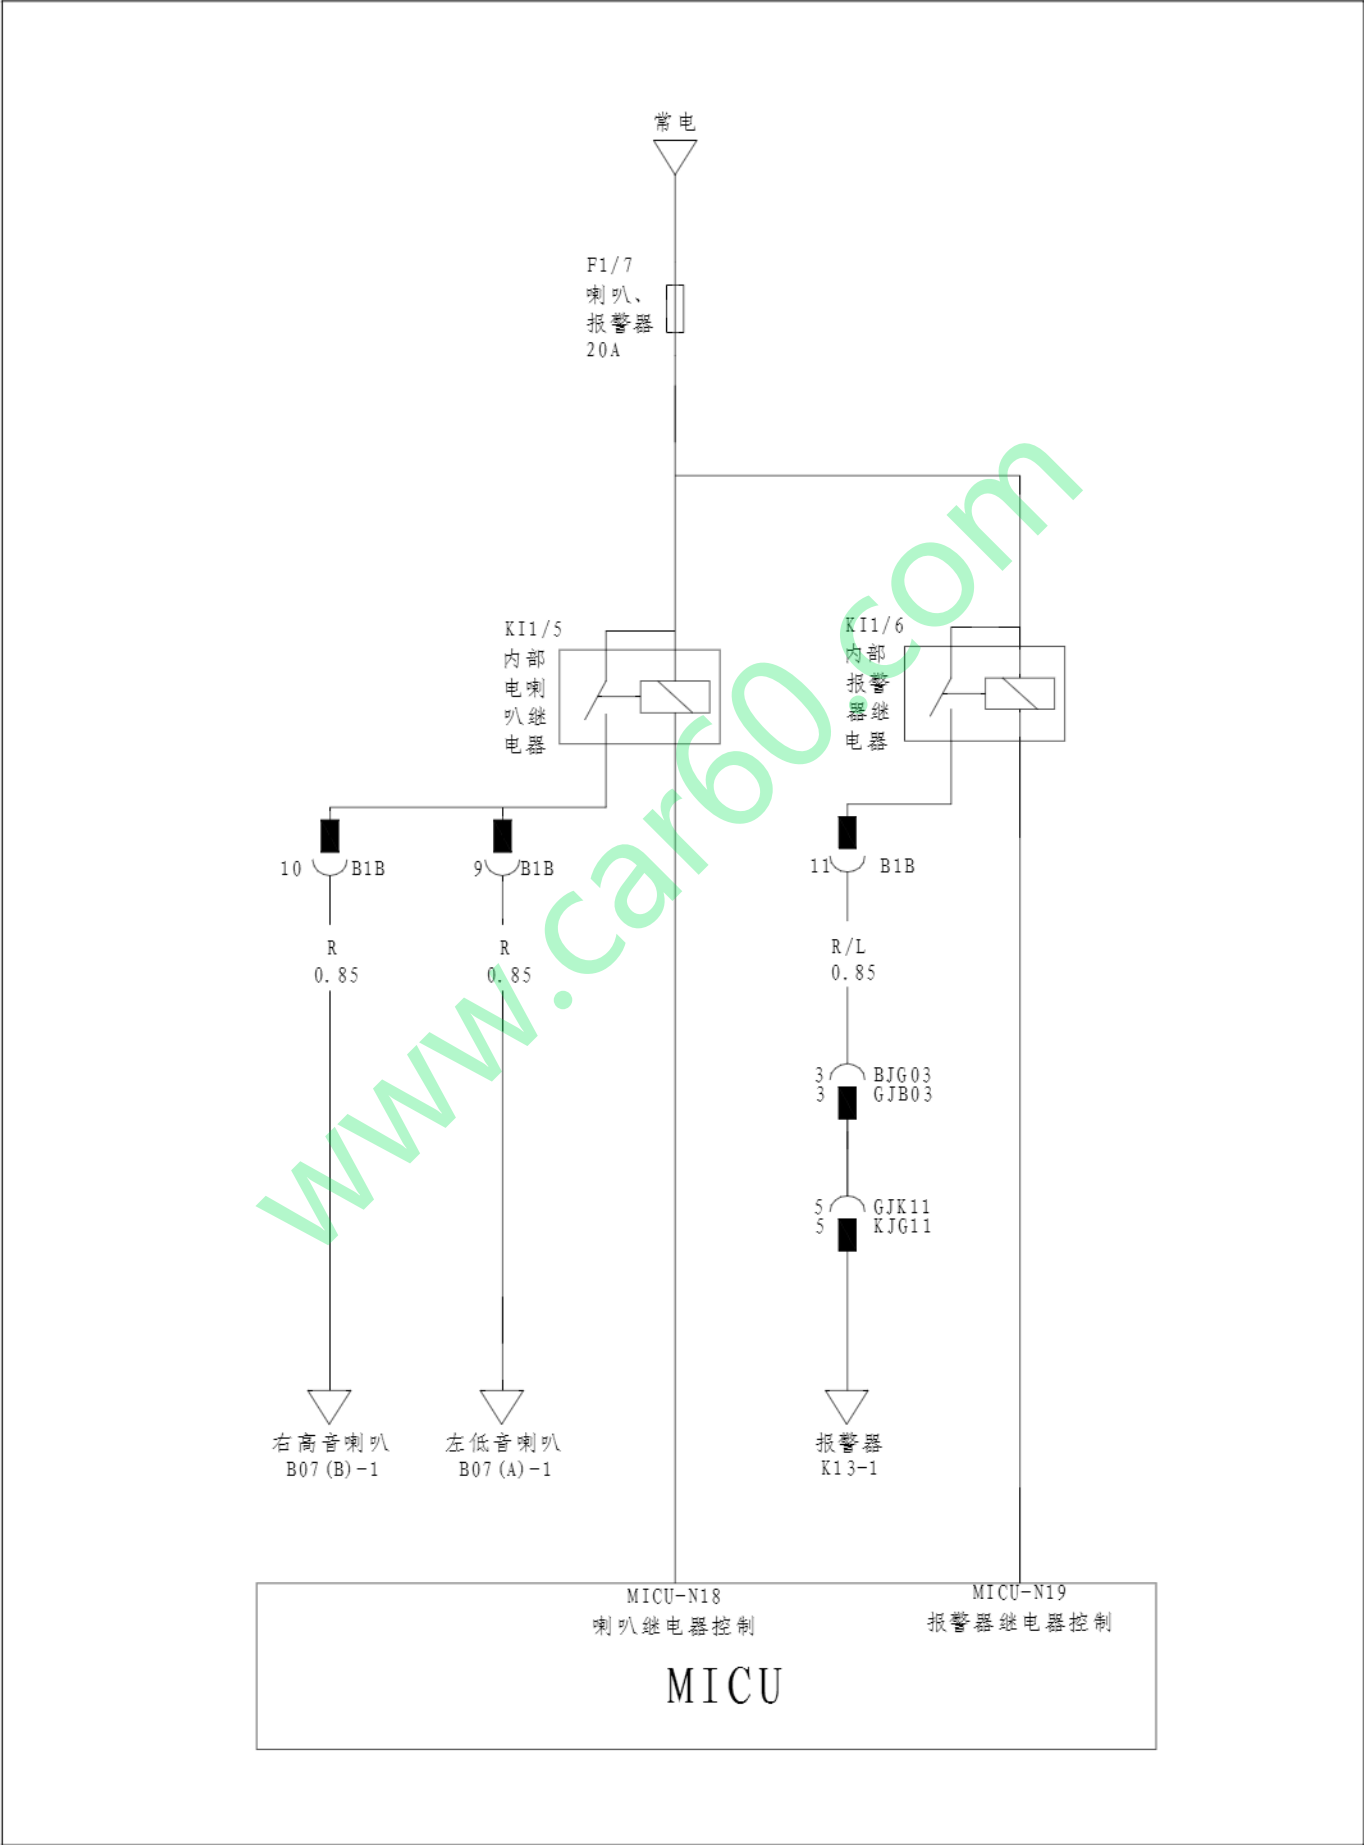 常电
F1/7
喇叭、
报警器
20A
KI1/5
内部
电喇
叭继
电器
KI1/6
内部
报警
器继
电器
10 B1B
9 B1B
11 B1B
R
0.85
R
0.85
R/L
0.85
3 BJG03
3 GJB03
5 GJK11
5 KJG11
右高音喇叭
B07(B)-1
左低音喇叭
B07(A)-1
报警器
K13-1
MICU-N18
喇叭继电器控制
MICU-N19
报警器继电器控制
MICU
www.car60.com